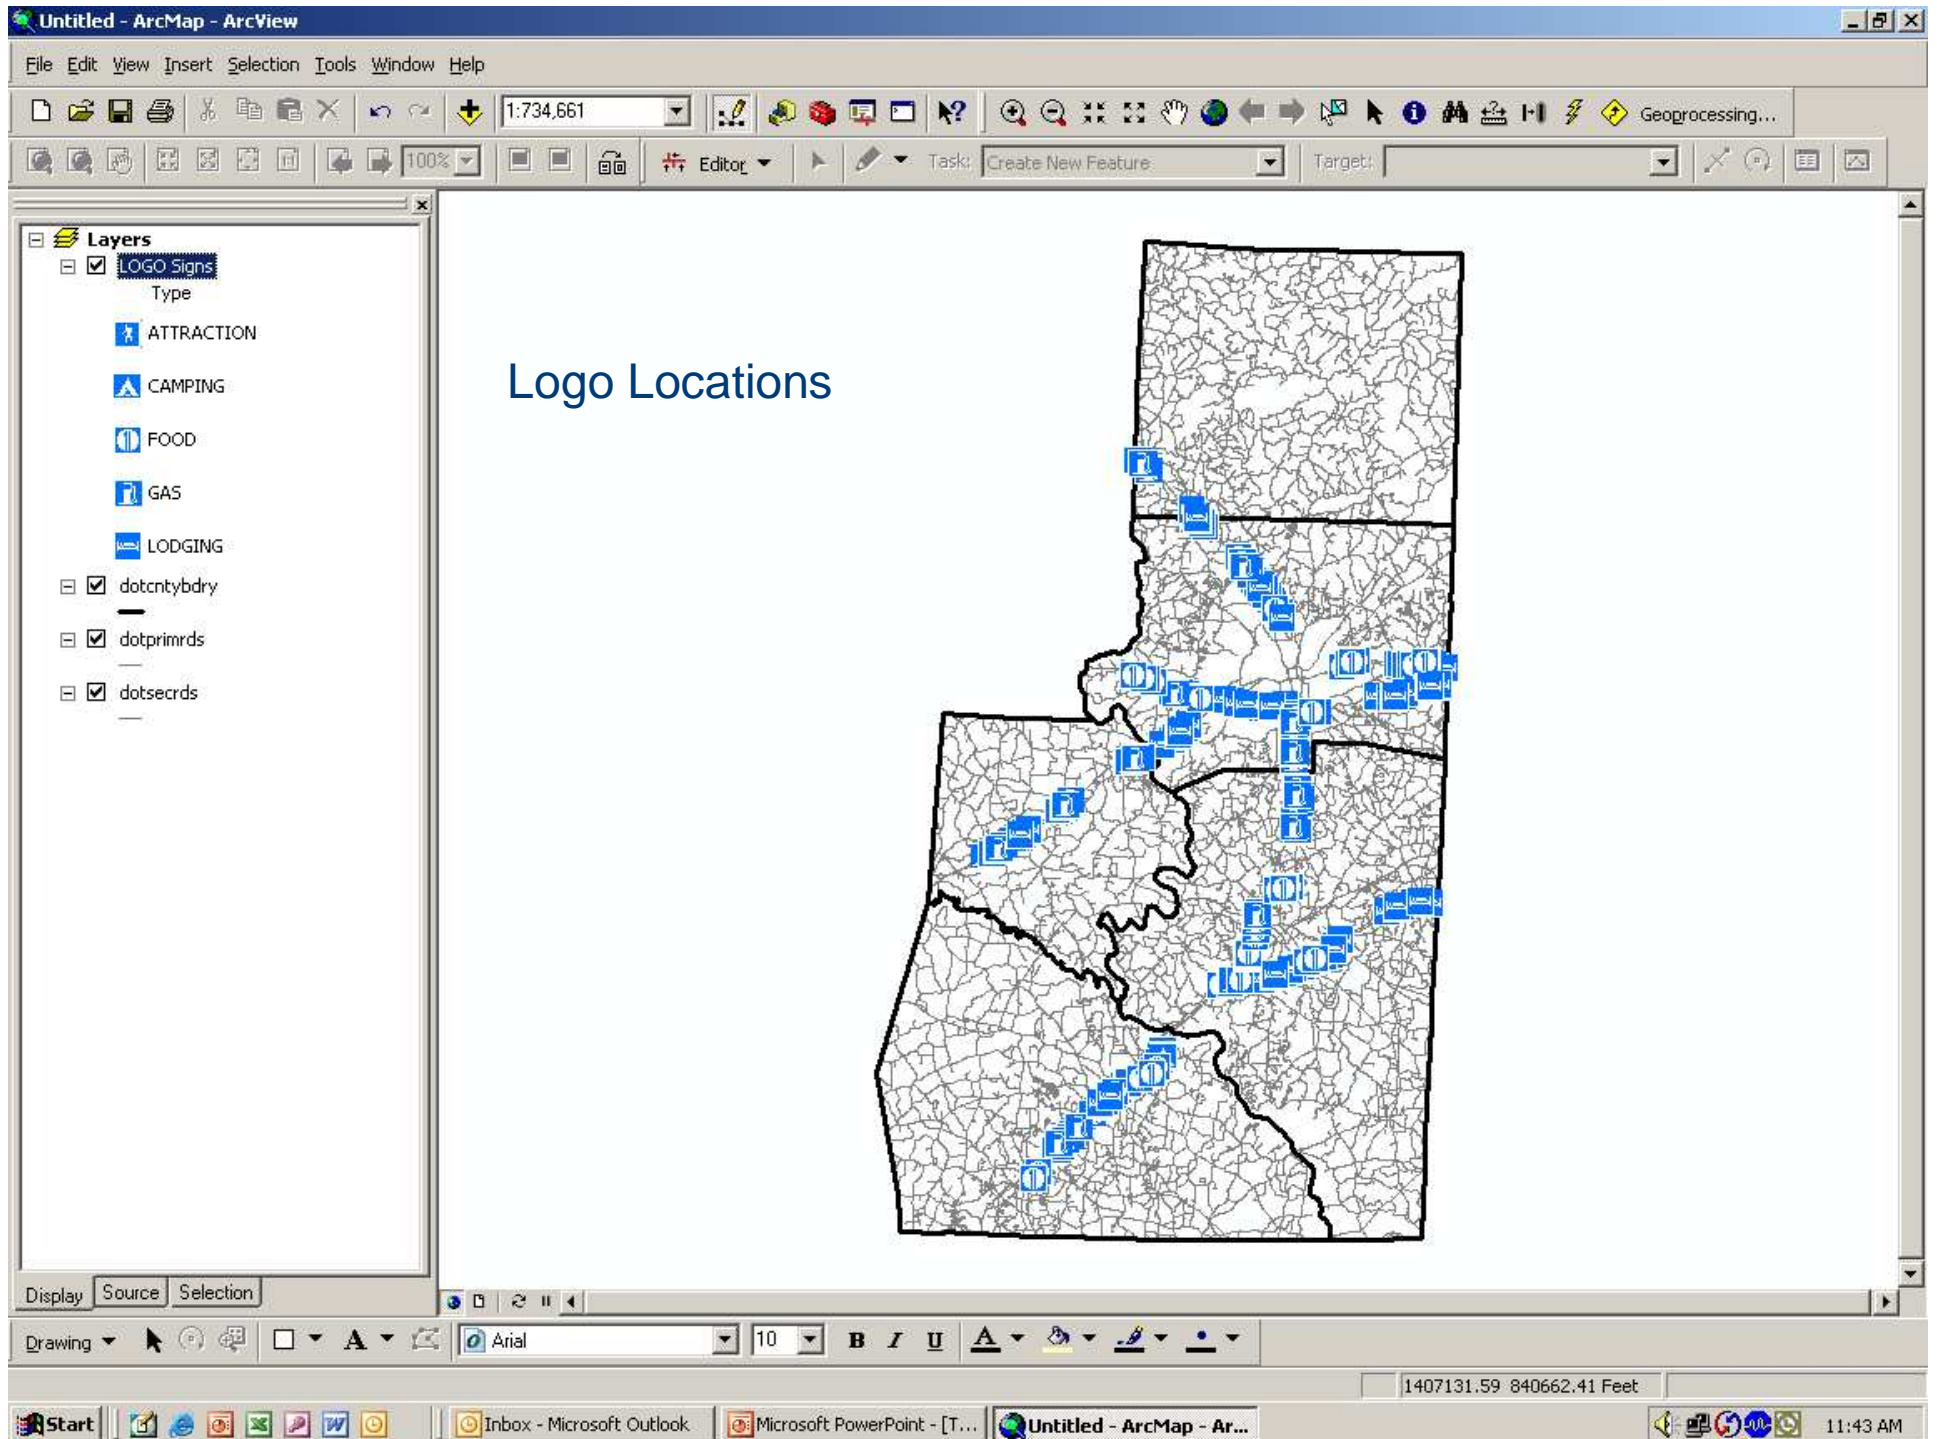 Untitled - ArcMap - ArcView
File Edit View Insert Selection Tools Window Help
1:734,661
Geoprocessing...
100%
Editor
Task:
Create New Feature
Target:
Layers
LOGO Signs
Type
ATTRACTION
CAMPING
FOOD
GAS
LODGING
dotcntybdry
dotprimrds
dotsecrds
Logo Locations
Display Source Selection
Drawing
A
Arial
10
B I U A
1407131.59 840662.41 Feet
Start
Inbox - Microsoft Outlook
Microsoft PowerPoint - [T...
Untitled - ArcMap - Ar...
11:43 AM